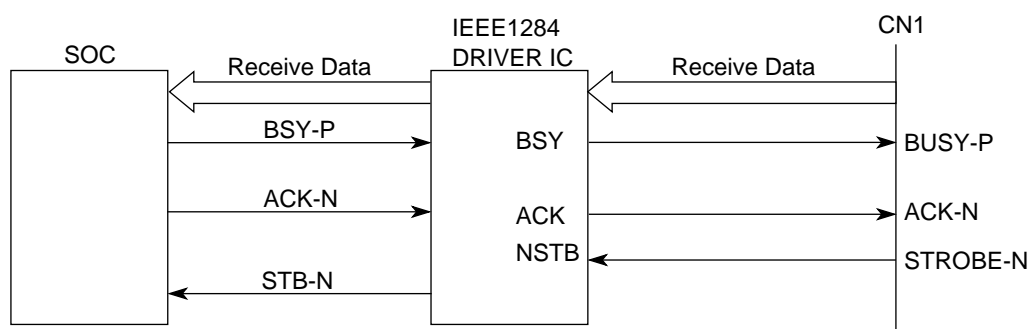 CN1
IEEE1284
DRIVER IC
SOC
Receive Data
Receive Data
BSY-P
BSY
BUSY-P
ACK-N
ACK
ACK-N
NSTB
STROBE-N
STB-N